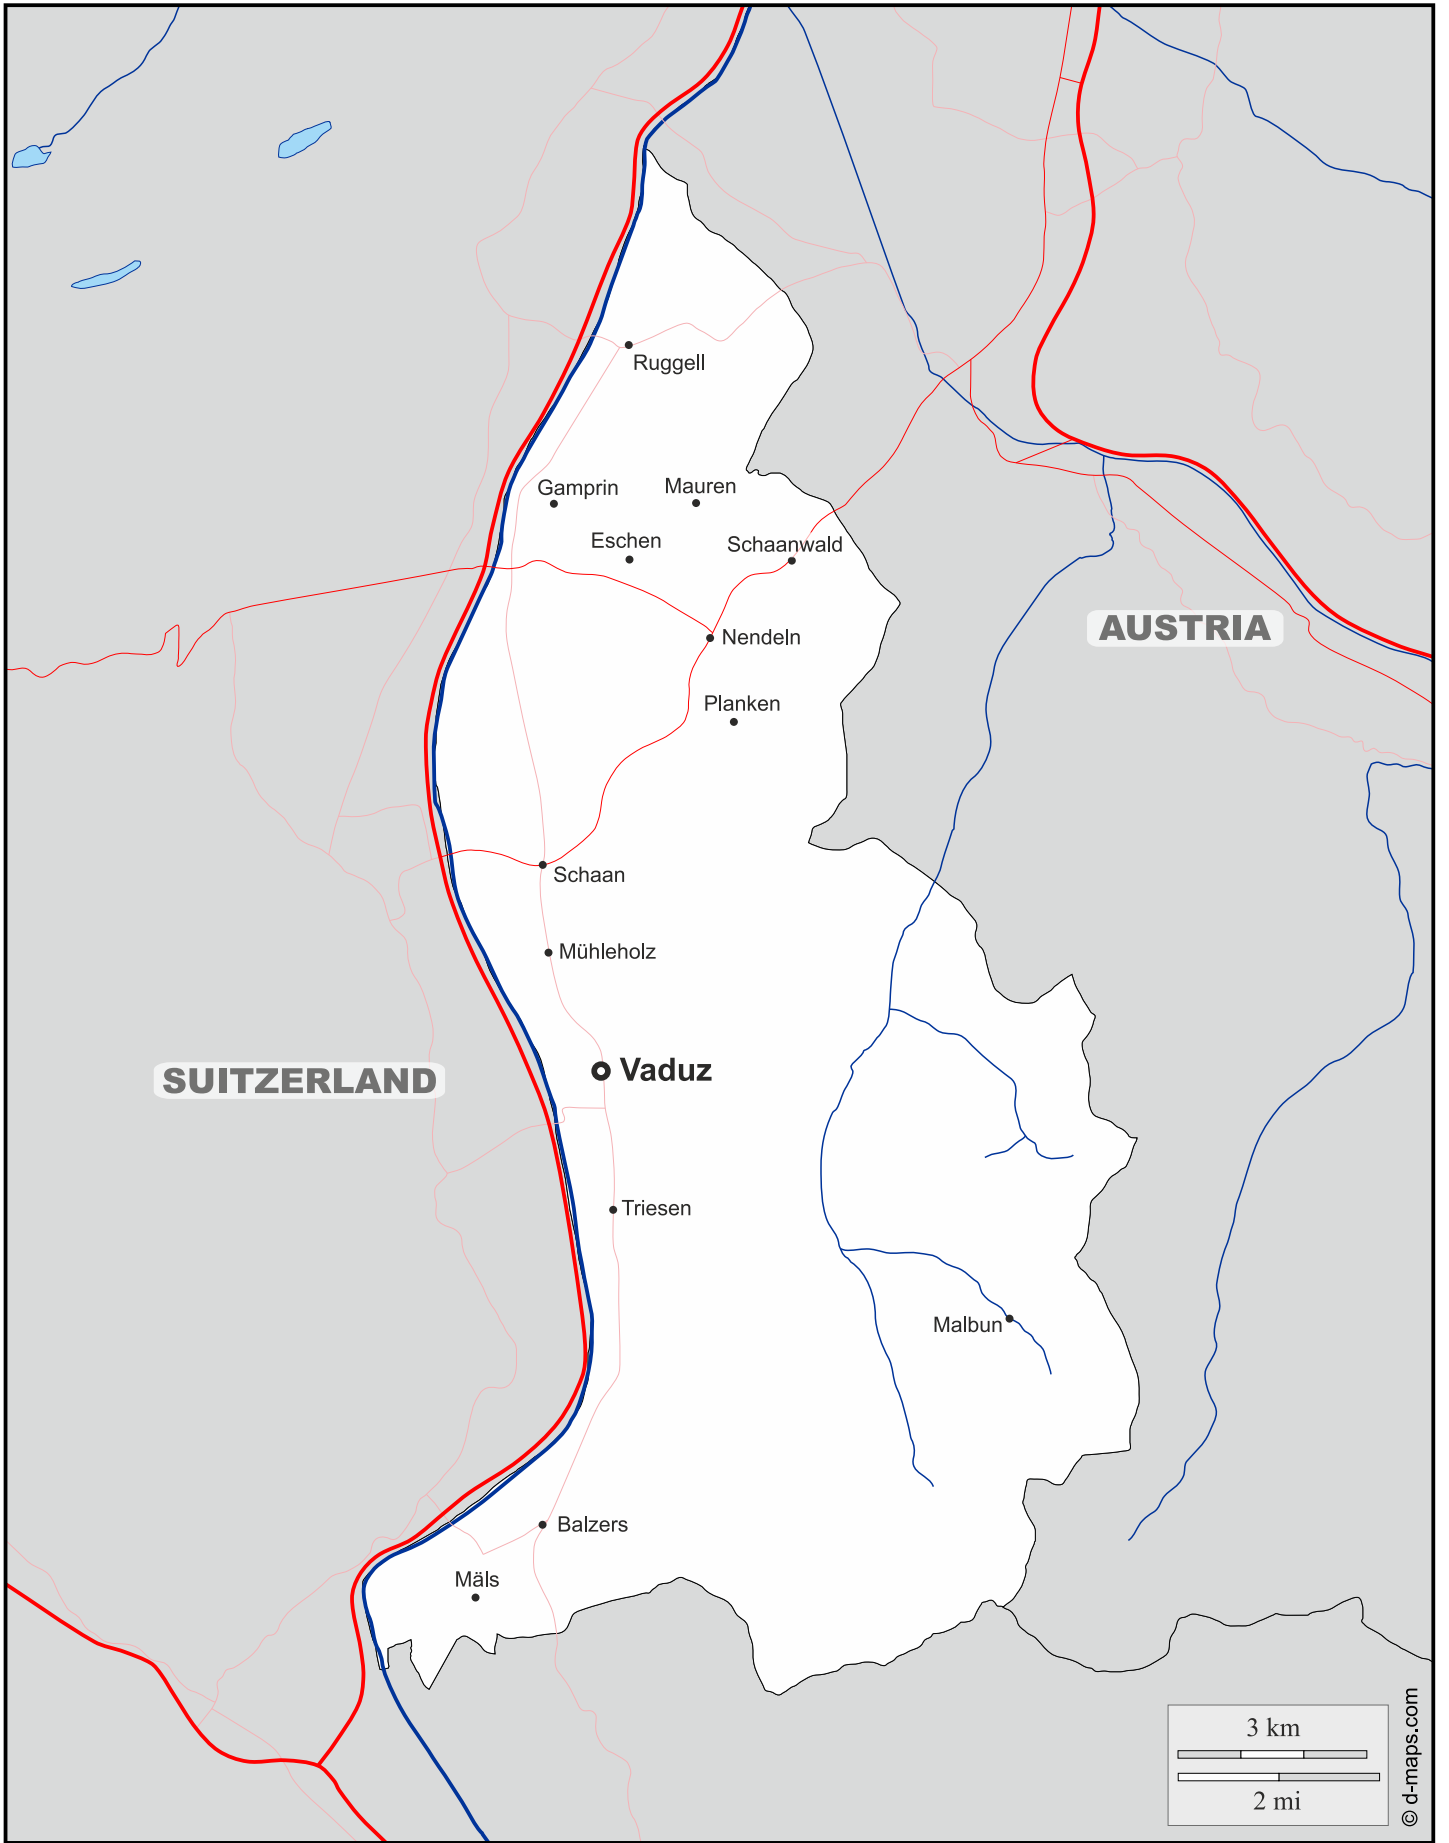 Ruggell
Gamprin
Mauren
Eschen
Schaanwald
AUSTRIA
Nendeln
Planken
Schaan
Mühleholz
SUITZERLAND
Vaduz
Triesen
Malbun
Balzers
Mäls
3 km
2 mi
© d-maps.com